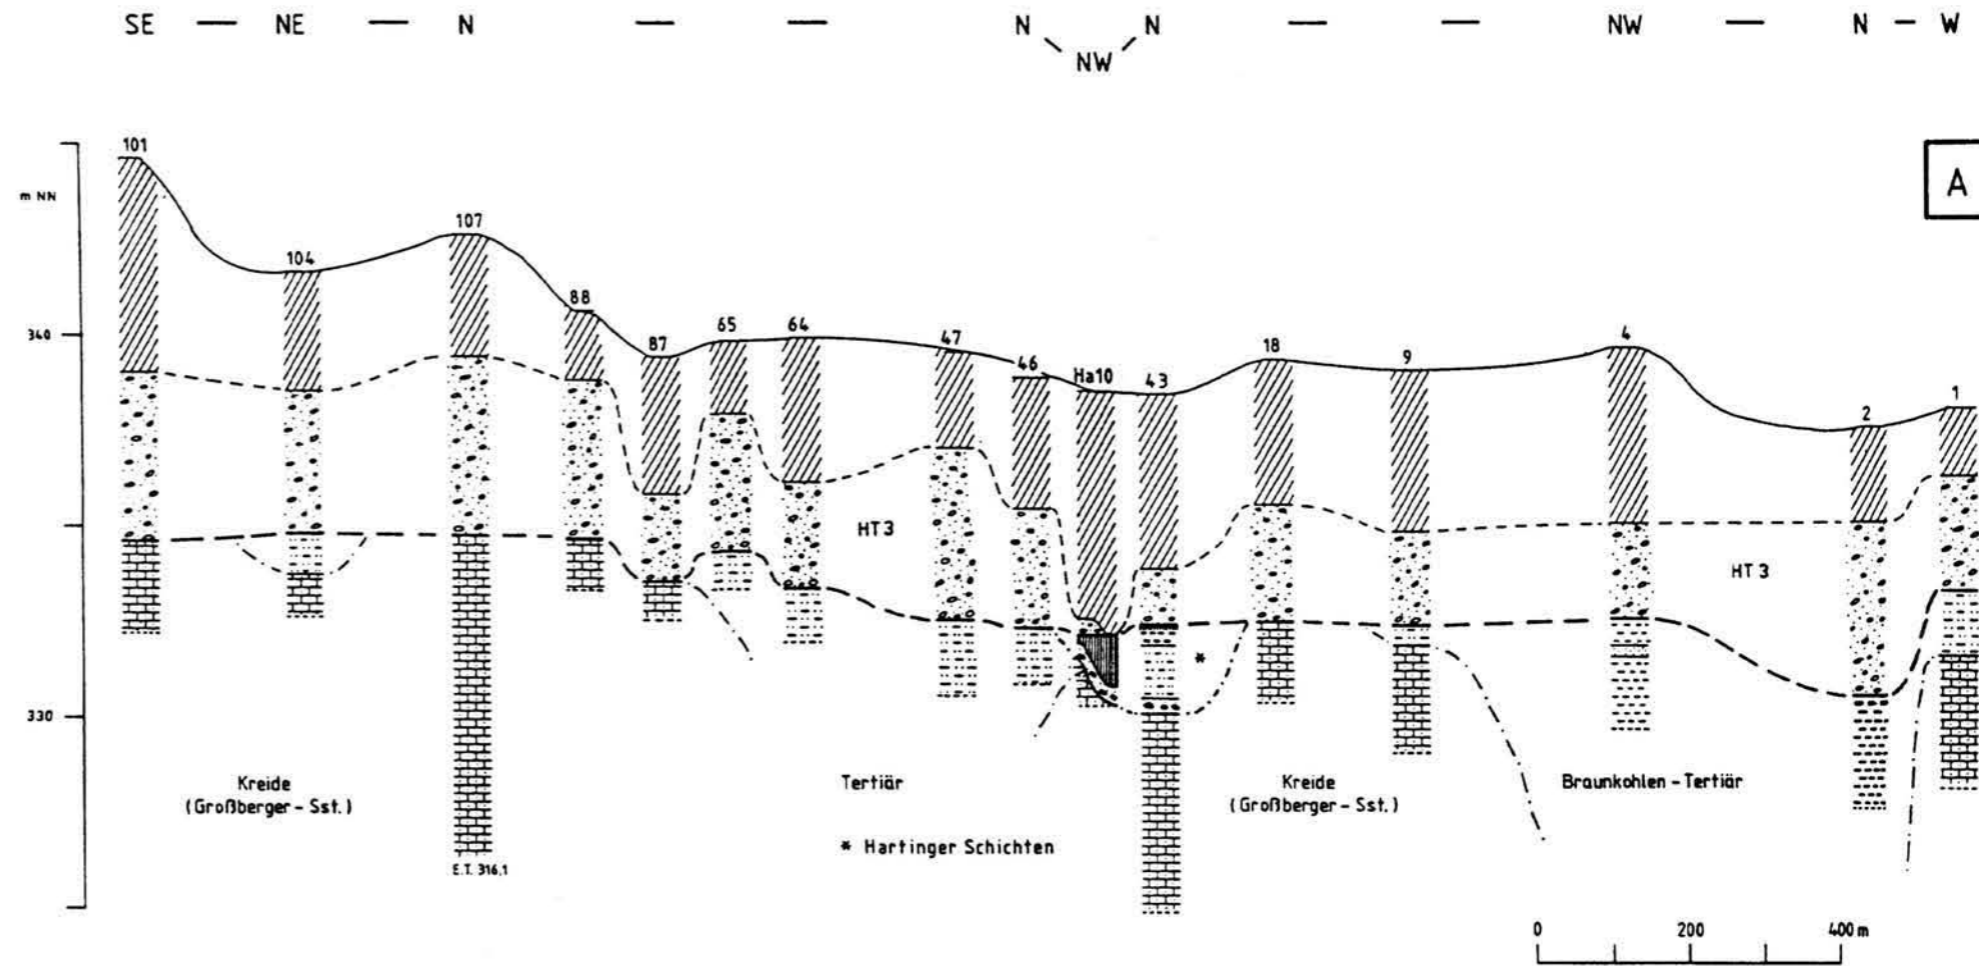 SE — NE — N — — N N — — NW — N — W
NW
A
m NN
101
104
107
88
87
65
64
47
46
Ha10
43
18
9
4
2
1
340
330
HT 3
HT 3
*
Kreide
(Großberger - Sst.)
Tertiär
Kreide
(Großberger - Sst.)
Braunkohlen - Tertiär
* Hartinger Schichten
E.T. 316,1
0 200 400 m